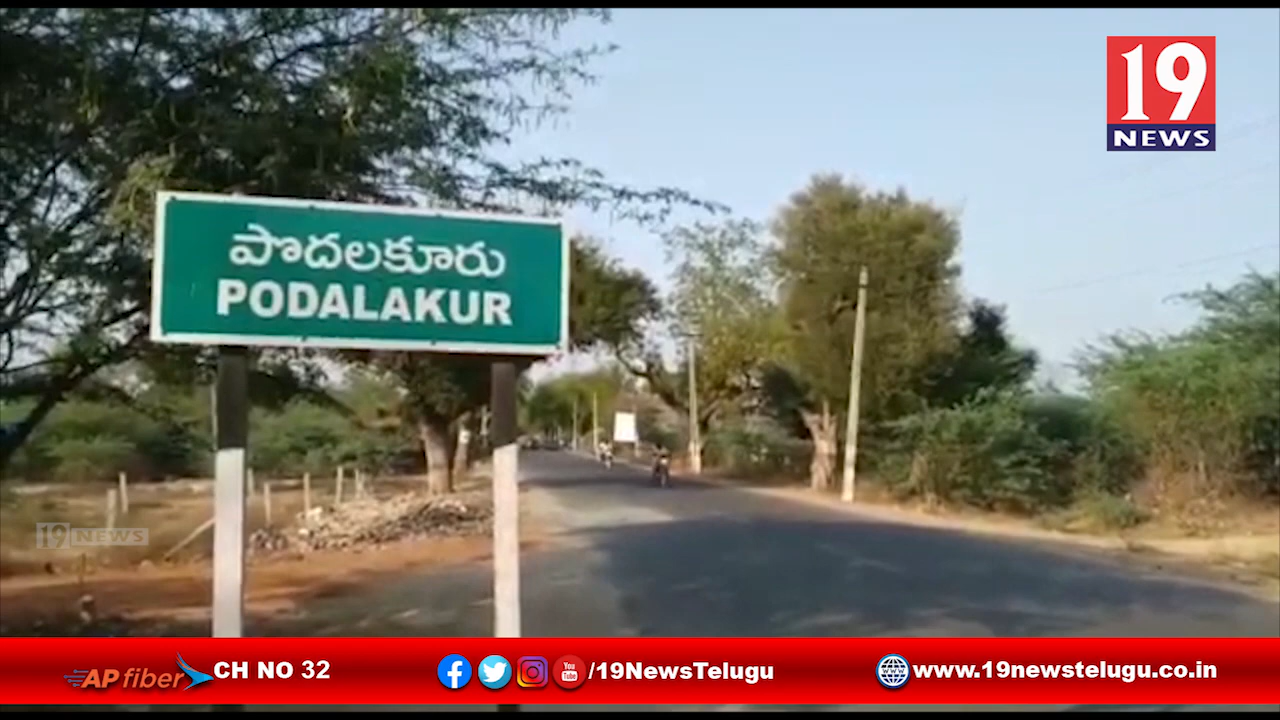 19
NEWS
పొదలకూరు
PODALAKUR
19 NEWS
AP fiber CH NO 32
/19NewsTelugu
www.19newstelugu.co.in